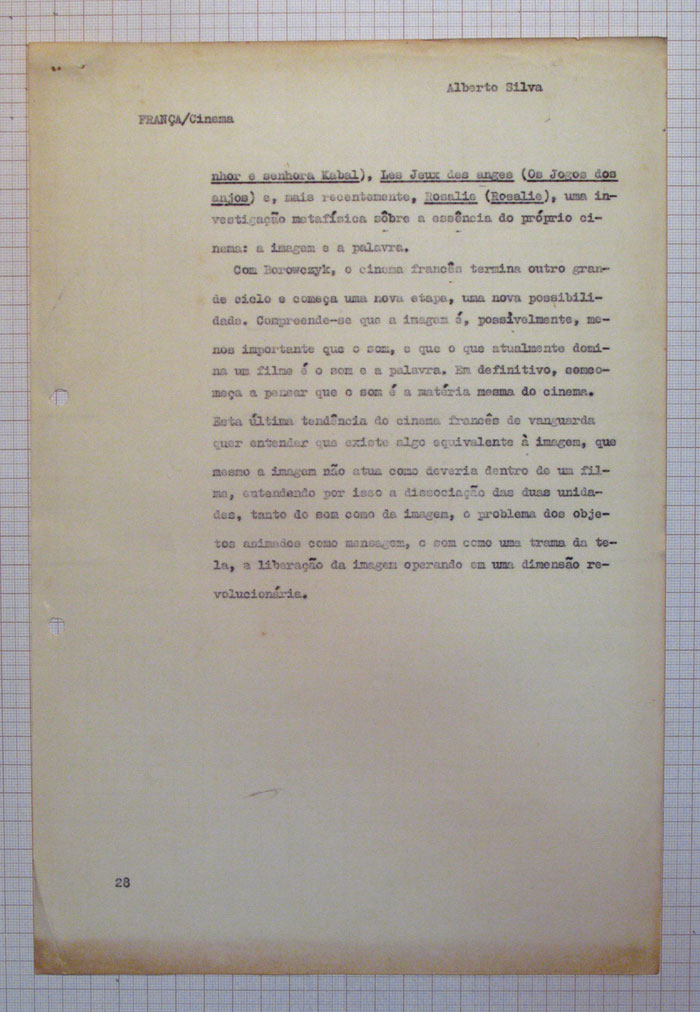 Alberto Silva
FRANÇA/Cinema
nhor e senhora Kabal), Les Jeux des anges (Os Jogos dos
anjos) e, mais recentemente, Rosalie (Rosalie), uma in-
vestigação metafísica sôbre a essência do próprio ci-
nema: a imagem e a palavra.
Com Borowczyk, o cinema francês termina outro gran-
de ciclo e começa uma nova etapa, uma nova possibili-
dade. Compreende-se que a imagem é, possìvelmente, me-
nos importante que o som, e que o que atualmente domi-
na um filme é o som e a palavra. Em definitivo, semco-
meça a pensar que o som é a matéria mesma do cinema.
Esta última tendência do cinema francês de vanguarda
quer entender que existe algo equivalente à imagem, que
mesmo a imagem não atua como deveria dentro de um fil-
me, entendendo por isso a dissociação das duas unida-
des, tanto do som como da imagem, o problema dos obje-
tos animados como mensagem, o som como uma trama da te-
la, a liberação da imagem operando em uma dimensão re-
volucionária.
28